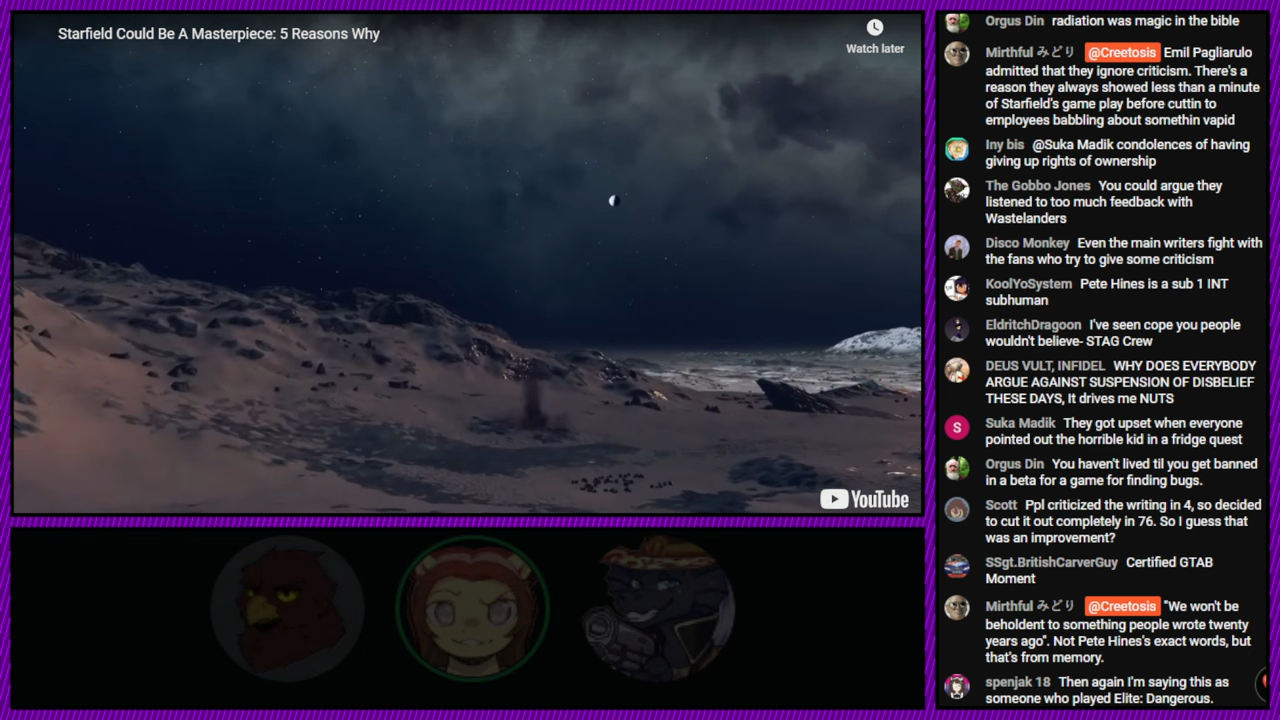 Starfield Could Be A Masterpiece: 5 Reasons Why
Watch later
YouTube
Orgus Din radiation was magic in the bible
Mirthful みどり @Creetosis Emil Pagliarulo
admitted that they ignore criticism. There's a
reason they always showed less than a minute
of Starfield's game play before cuttin to
employees babbling about somethin vapid
Iny bis @Suka Madik condolences of having
giving up rights of ownership
The Gobbo Jones You could argue they
listened to too much feedback with
Wastelanders
Disco Monkey Even the main writers fight with
the fans who try to give some criticism
KoolYoSystem Pete Hines is a sub 1 INT
subhuman
EldritchDragoon I've seen cope you people
wouldn't believe- STAG Crew
DEUS VULT, INFIDEL WHY DOES EVERYBODY
ARGUE AGAINST SUSPENSION OF DISBELIEF
THESE DAYS, It drives me NUTS
S
Suka Madik They got upset when everyone
pointed out the horrible kid in a fridge quest
Orgus Din You haven't lived til you get banned
in a beta for a game for finding bugs.
Scott Ppl criticized the writing in 4, so decided
to cut it out completely in 76. So I guess that
was an improvement?
SSgt.BritishCarverGuy Certified GTAB
Moment
Mirthful みどり @Creetosis "We won't be
beholdent to something people wrote twenty
years ago". Not Pete Hines's exact words, but
that's from memory.
spenjak 18 Then again I'm saying this as
someone who played Elite: Dangerous.